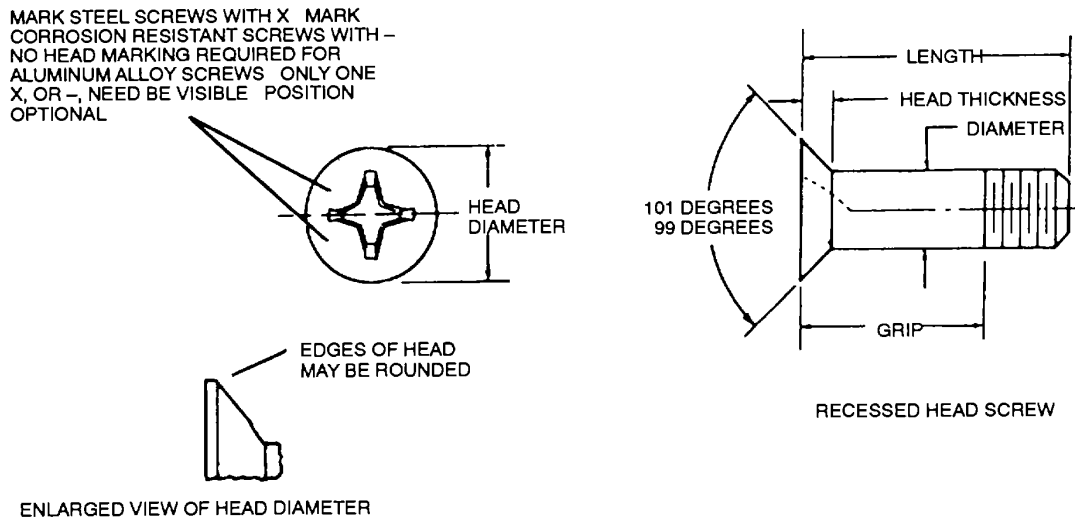 MARK STEEL SCREWS WITH X MARK
CORROSION RESISTANT SCREWS WITH –
NO HEAD MARKING REQUIRED FOR
ALUMINUM ALLOY SCREWS ONLY ONE
X, OR –, NEED BE VISIBLE POSITION
OPTIONAL
HEAD
DIAMETER
EDGES OF HEAD
MAY BE ROUNDED
ENLARGED VIEW OF HEAD DIAMETER
LENGTH
HEAD THICKNESS
DIAMETER
101 DEGREES
99 DEGREES
GRIP
RECESSED HEAD SCREW